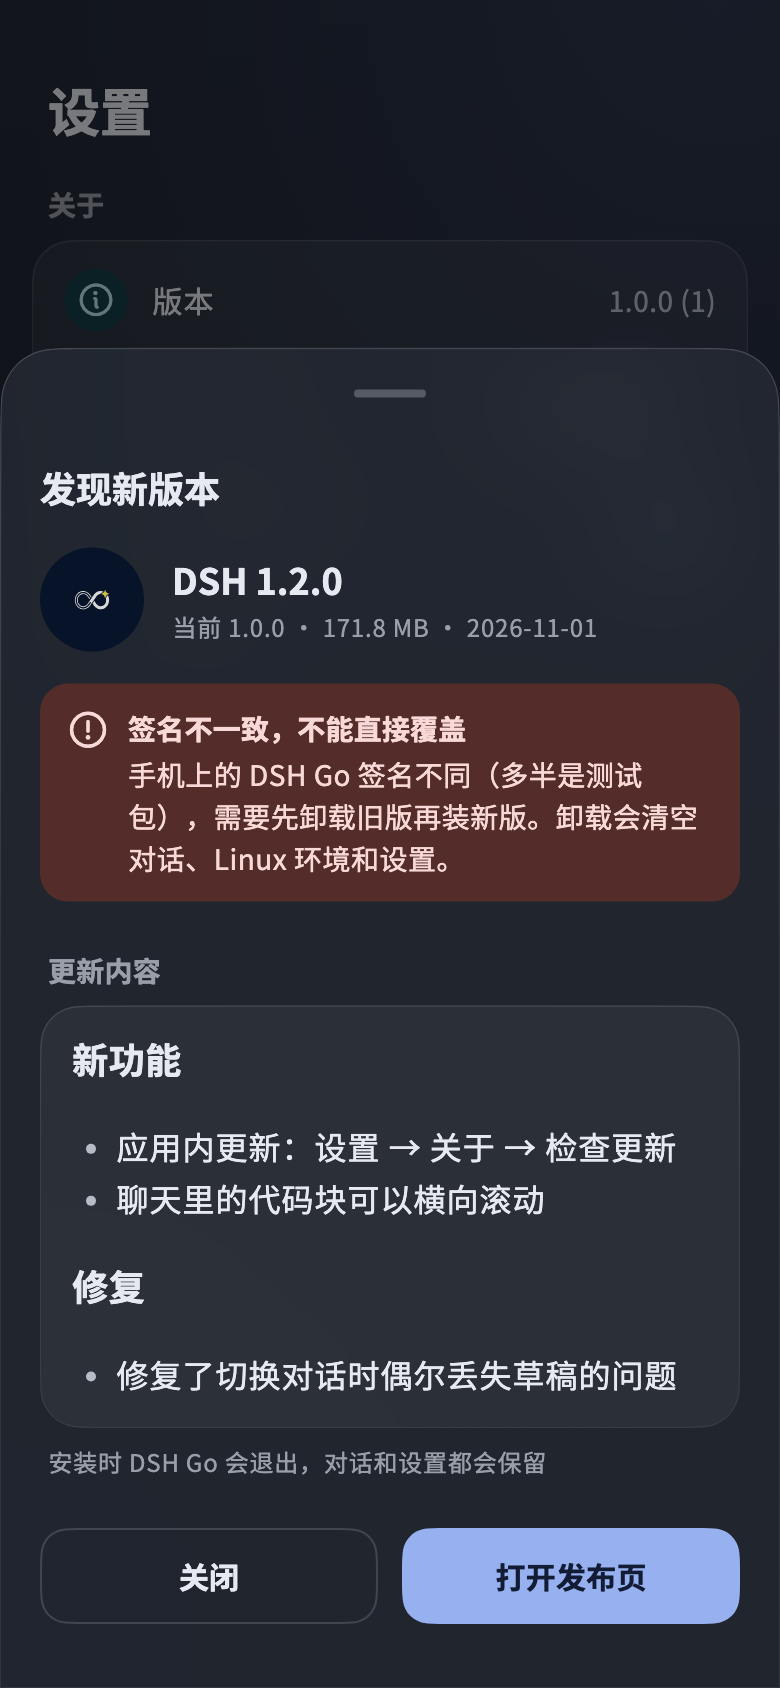 设置
关于
版本 1.0.0 (1)
发现新版本
DSH 1.2.0
当前 1.0.0 · 171.8 MB · 2026-11-01
签名不一致，不能直接覆盖
手机上的 DSH Go 签名不同（多半是测试
包），需要先卸载旧版再装新版。卸载会清空
对话、Linux 环境和设置。
更新内容
新功能
• 应用内更新：设置 → 关于 → 检查更新
• 聊天里的代码块可以横向滚动
修复
• 修复了切换对话时偶尔丢失草稿的问题
安装时 DSH Go 会退出，对话和设置都会保留
关闭 打开发布页